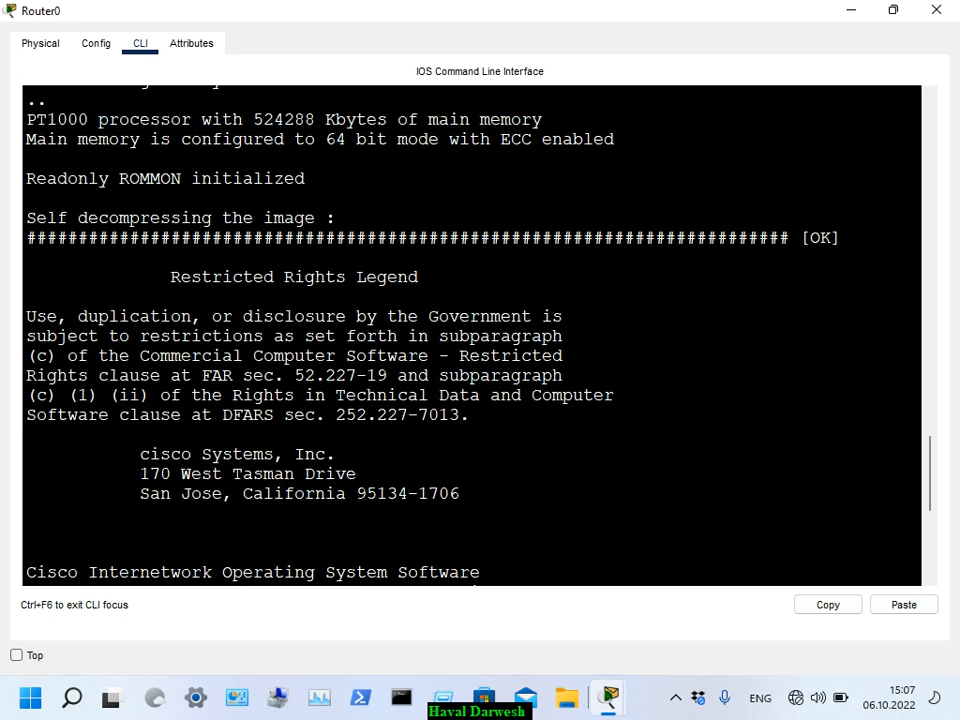 Router0
Physical Config CLI Attributes
IOS Command Line Interface
..
PT1000 processor with 524288 Kbytes of main memory
Main memory is configured to 64 bit mode with ECC enabled
Readonly ROMMON initialized
Self decompressing the image :
########################################################################## [OK]
Restricted Rights Legend
Use, duplication, or disclosure by the Government is
subject to restrictions as set forth in subparagraph
(c) of the Commercial Computer Software - Restricted
Rights clause at FAR sec. 52.227-19 and subparagraph
(c) (1) (ii) of the Rights in Technical Data and Computer
Software clause at DFARS sec. 252.227-7013.
cisco Systems, Inc.
170 West Tasman Drive
San Jose, California 95134-1706
Cisco Internetwork Operating System Software
Ctrl+F6 to exit CLI focus
Copy Paste
Top
ENG
15:07
06.10.2022
Haval Darwesh